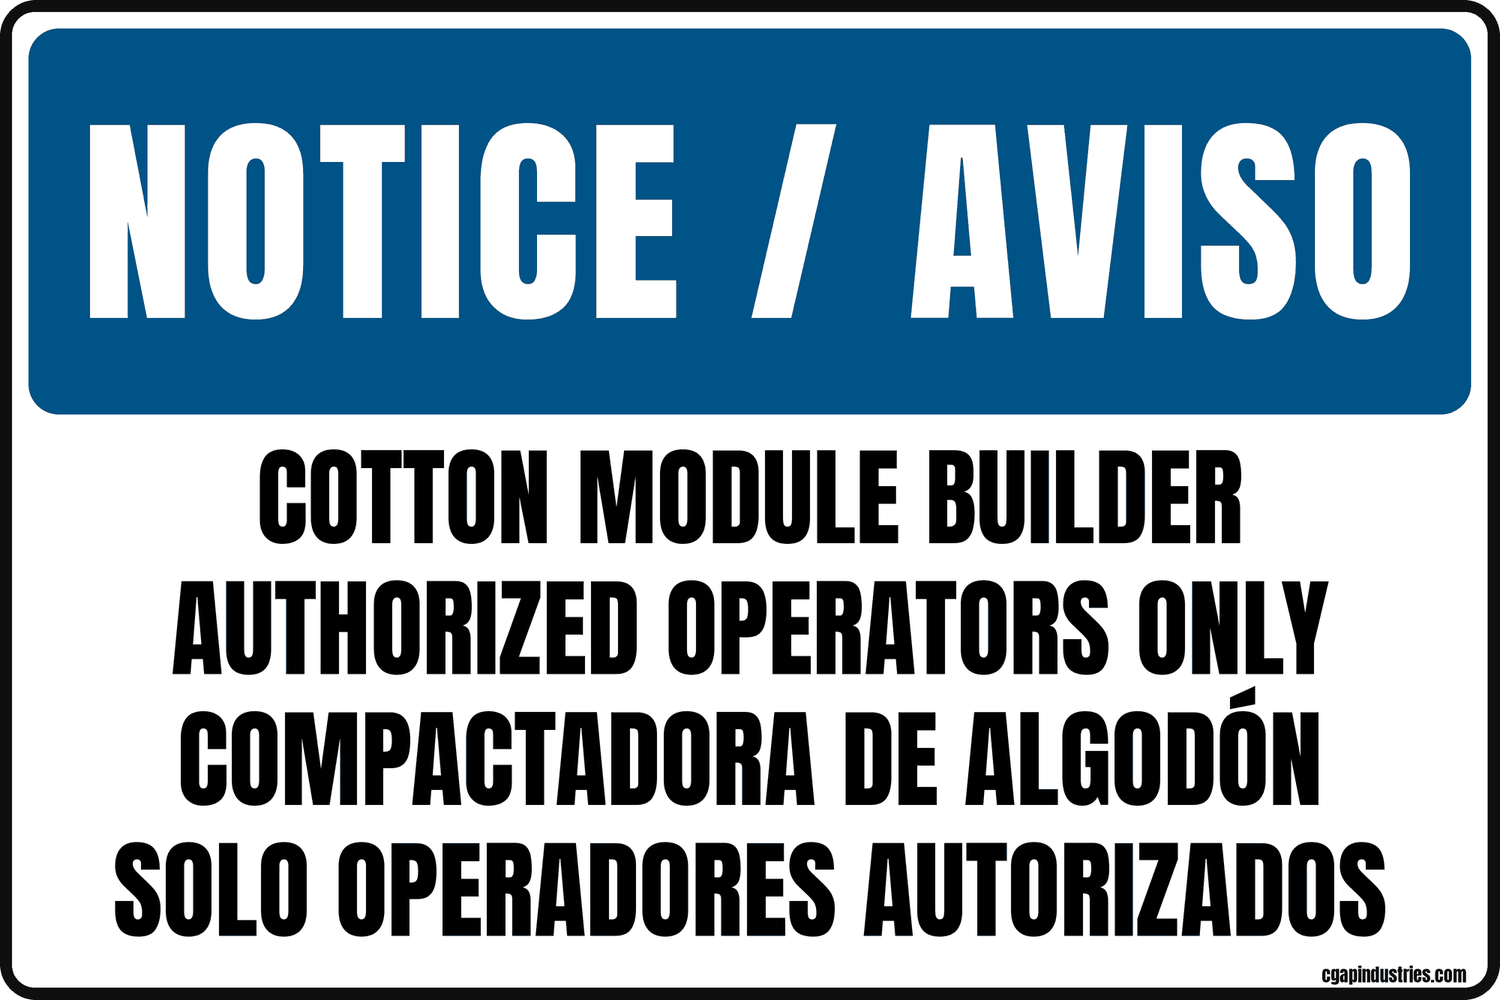 NOTICE / AVISO
COTTON MODULE BUILDER
AUTHORIZED OPERATORS ONLY
COMPACTADORA DE ALGODÓN
SOLO OPERADORES AUTORIZADOS
cgapindustries.com